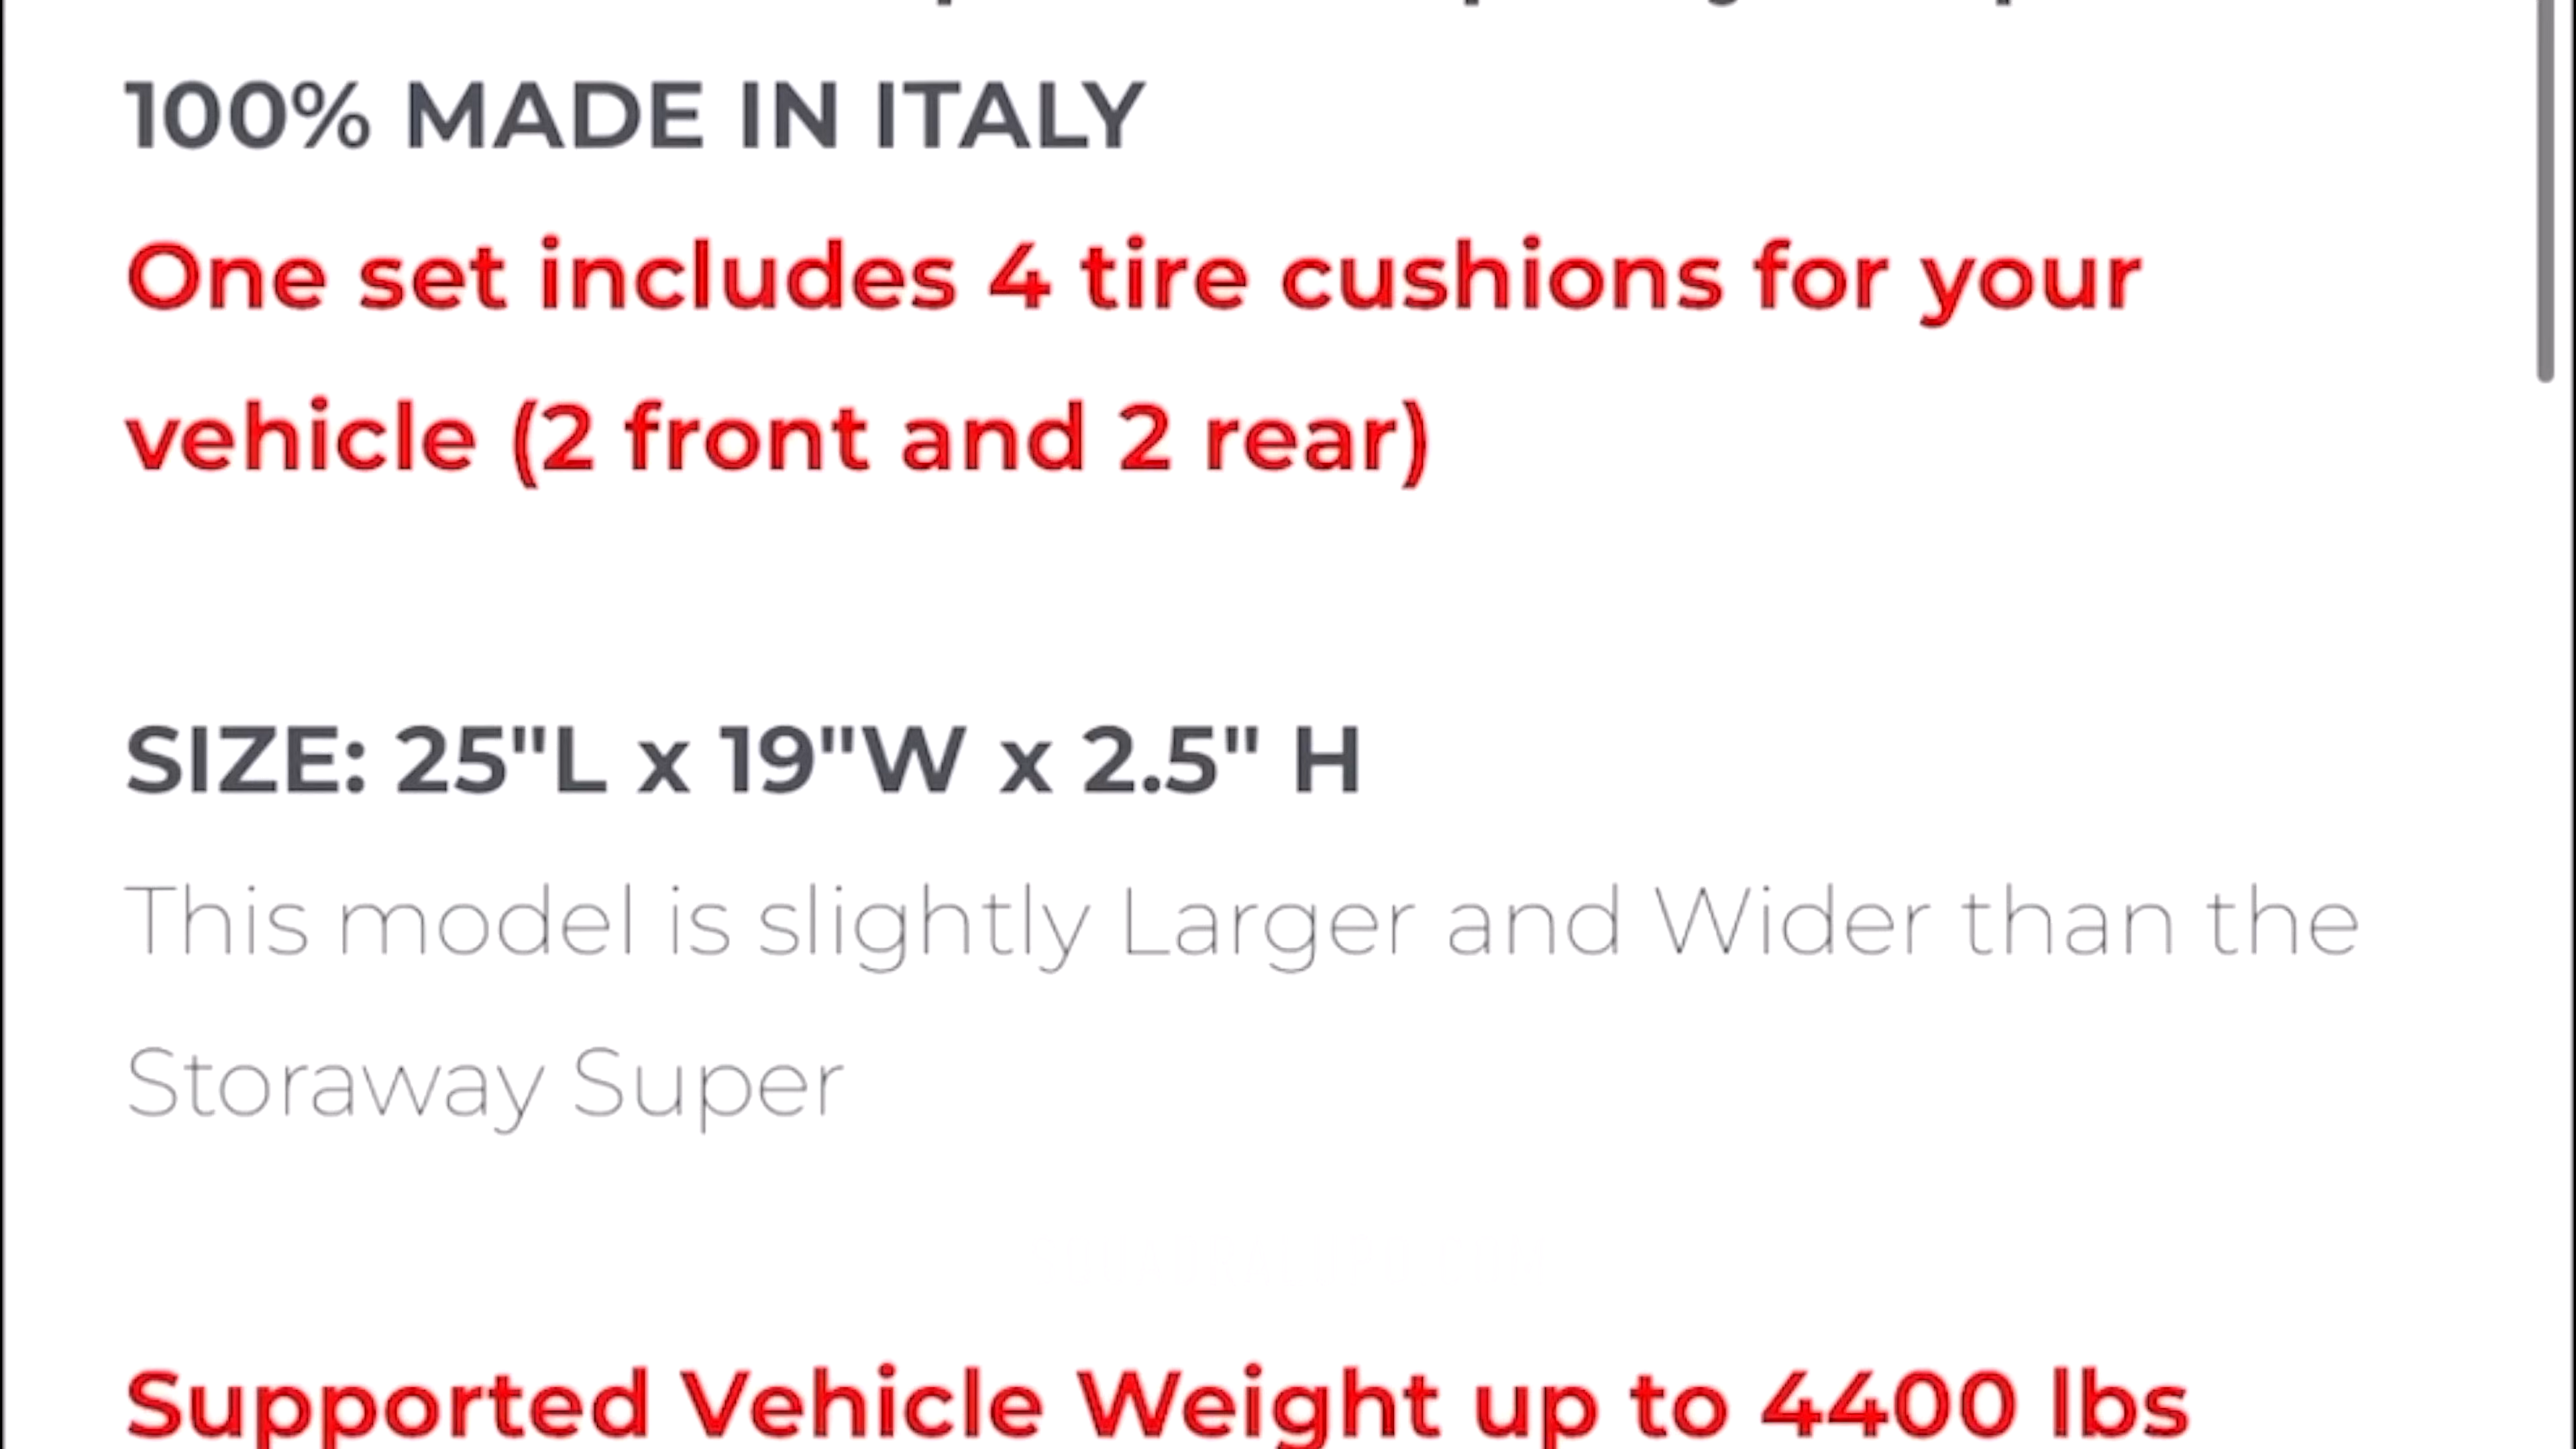 100% MADE IN ITALY
One set includes 4 tire cushions for your
vehicle (2 front and 2 rear)
SIZE: 25"L x 19"W x 2.5" H
This model is slightly Larger and Wider than the
Storaway Super
Supported Vehicle Weight up to 4400 lbs